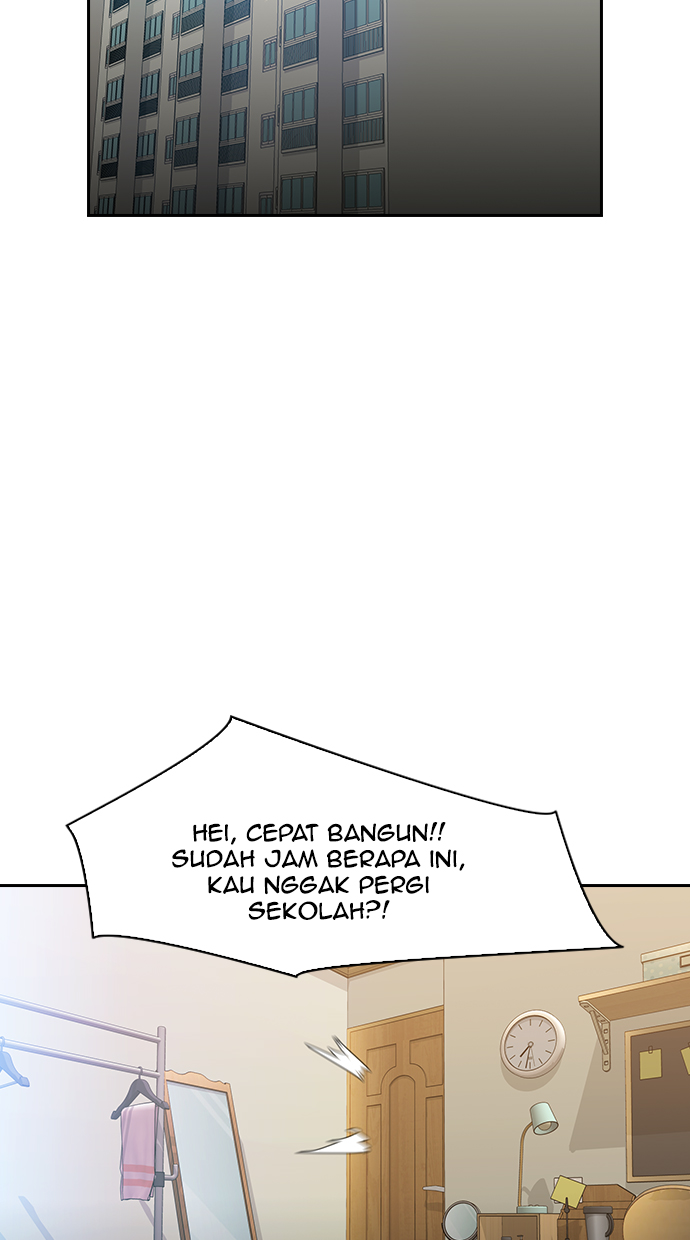 HEI, CEPAT BANGUN!!
SUDAH JAM BERAPA INI,
KAU NGGAK PERGI
SEKOLAH?!